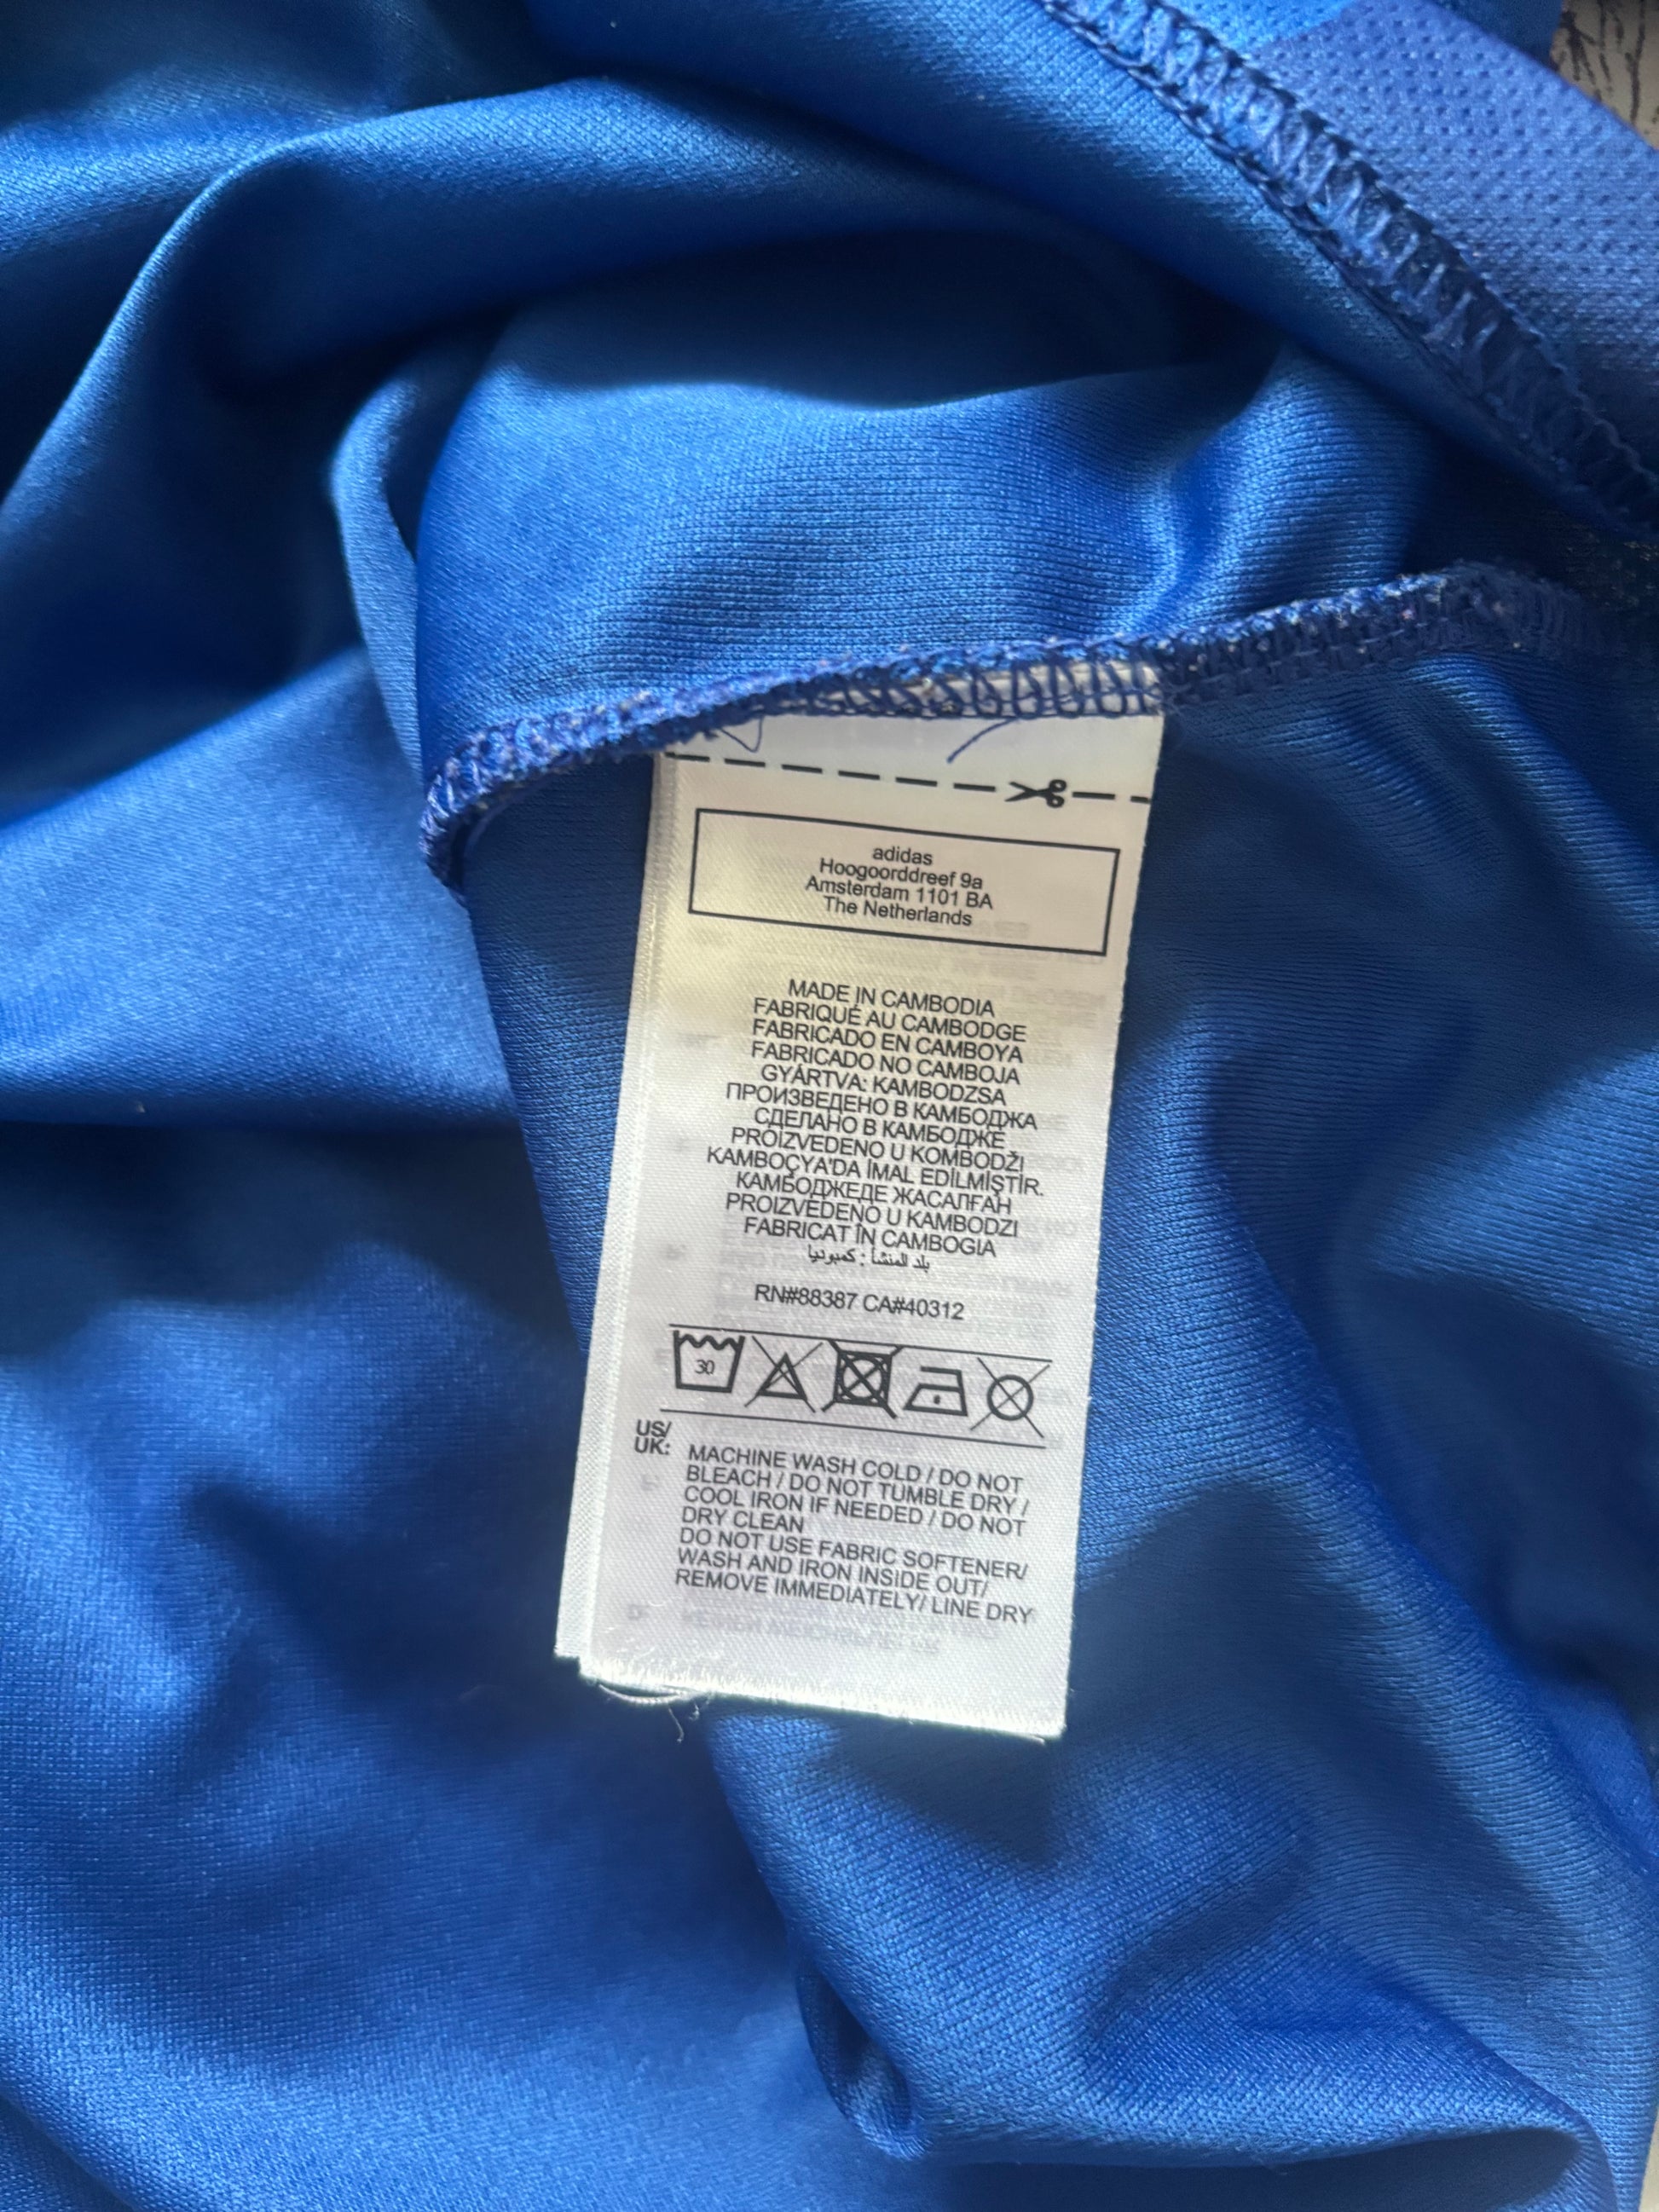 adidas
Hoogoorddreef 9a
Amsterdam 1101 BA
The Netherlands
MADE IN CAMBODIA
FABRIQUÉ AU CAMBODGE
FABRICADO EN CAMBOYA
FABRICADO NO CAMBOJA
GYÁRTVA: KAMBODZSA
ПРОИЗВЕДЕНО В КАМБОДЖА
СДЕЛАНО В КАМБОДЖЕ
PROIZVEDENO U KOMBODŽI
KAMBOÇYA'DA İMAL EDİLMİŞTİR.
КАМБОДЖЕДЕ ЖАСАЛҒАН
PROIZVEDENO U KAMBODZI
FABRICAT ÎN CAMBOGIA
بلد المنشأ : كمبوديا
RN#88387 CA#40312
30
US/
UK:
MACHINE WASH COLD / DO NOT
BLEACH / DO NOT TUMBLE DRY /
COOL IRON IF NEEDED / DO NOT
DRY CLEAN
DO NOT USE FABRIC SOFTENER/
WASH AND IRON INSIDE OUT/
REMOVE IMMEDIATELY/ LINE DRY